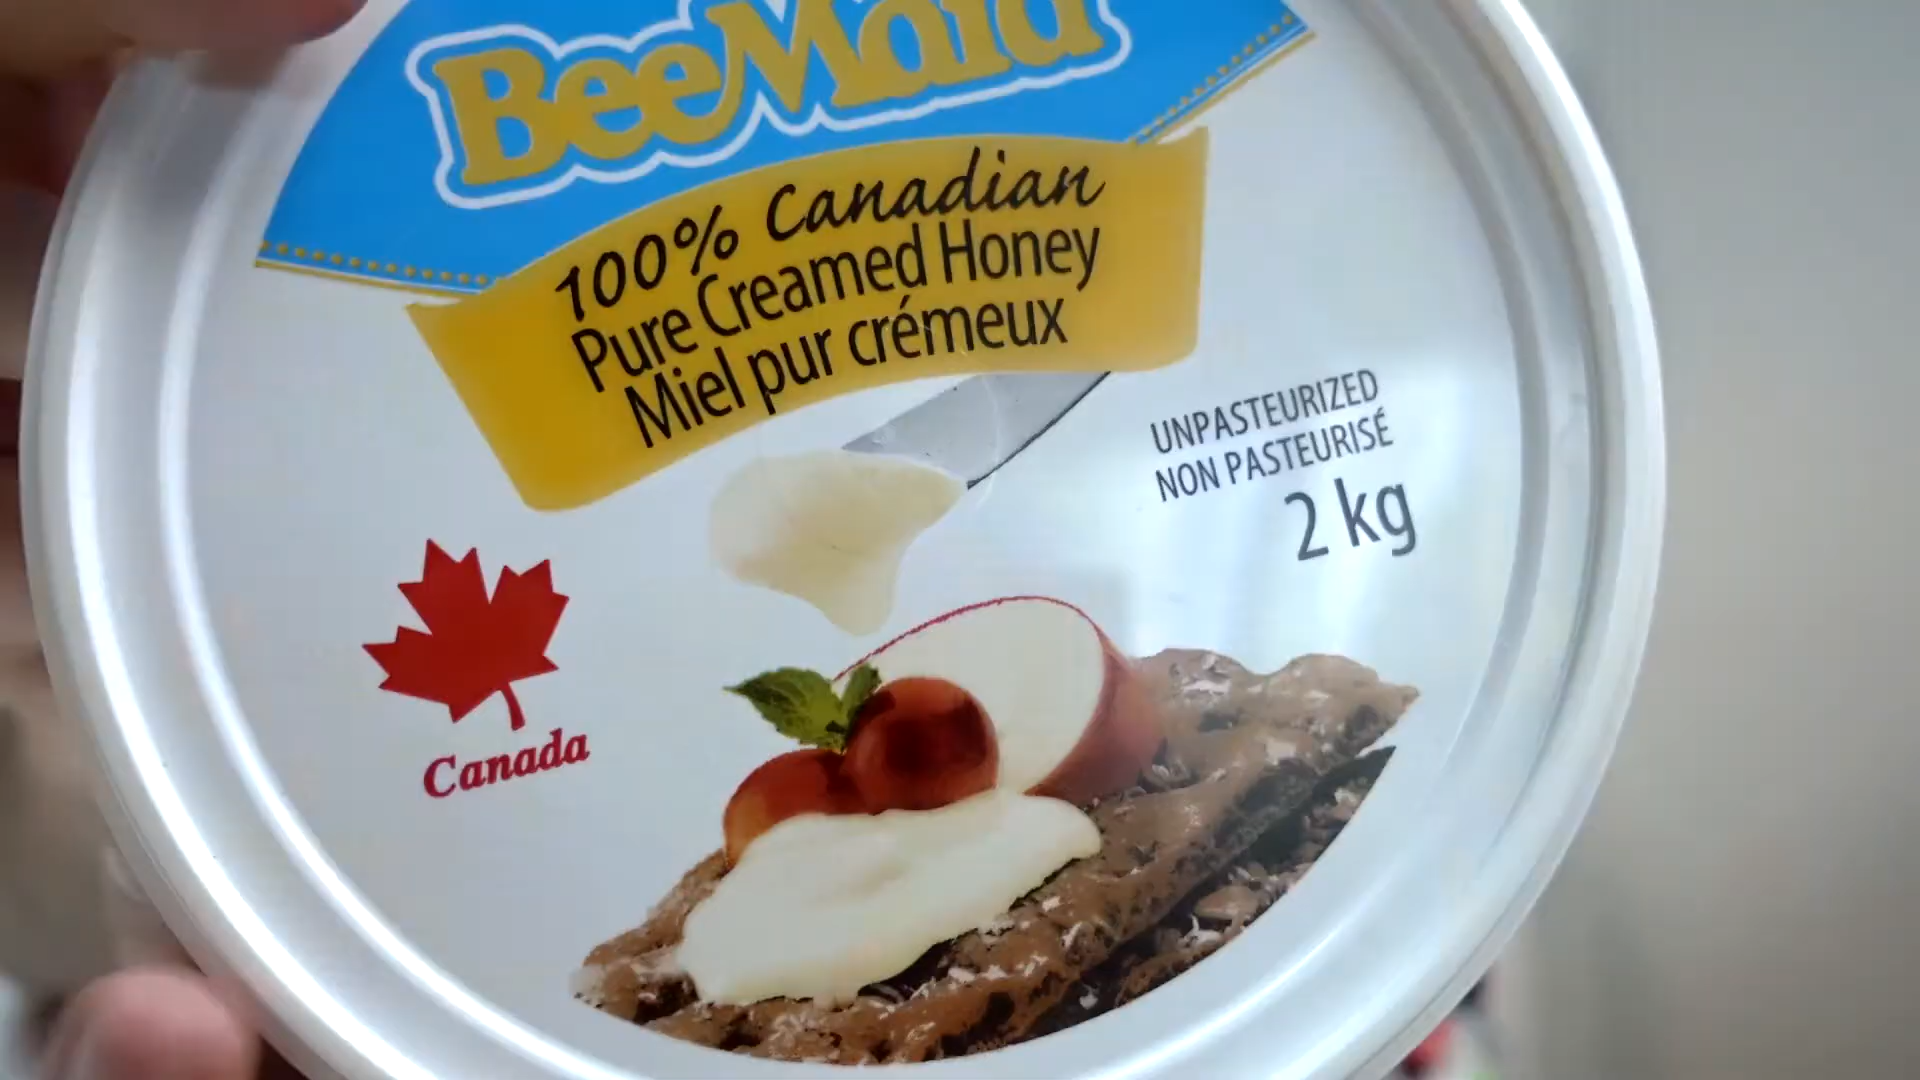 BeeMaid
100% Canadian
Pure Creamed Honey
Miel pur crémeux
UNPASTEURIZED
NON PASTEURISÉ
2 kg
Canada